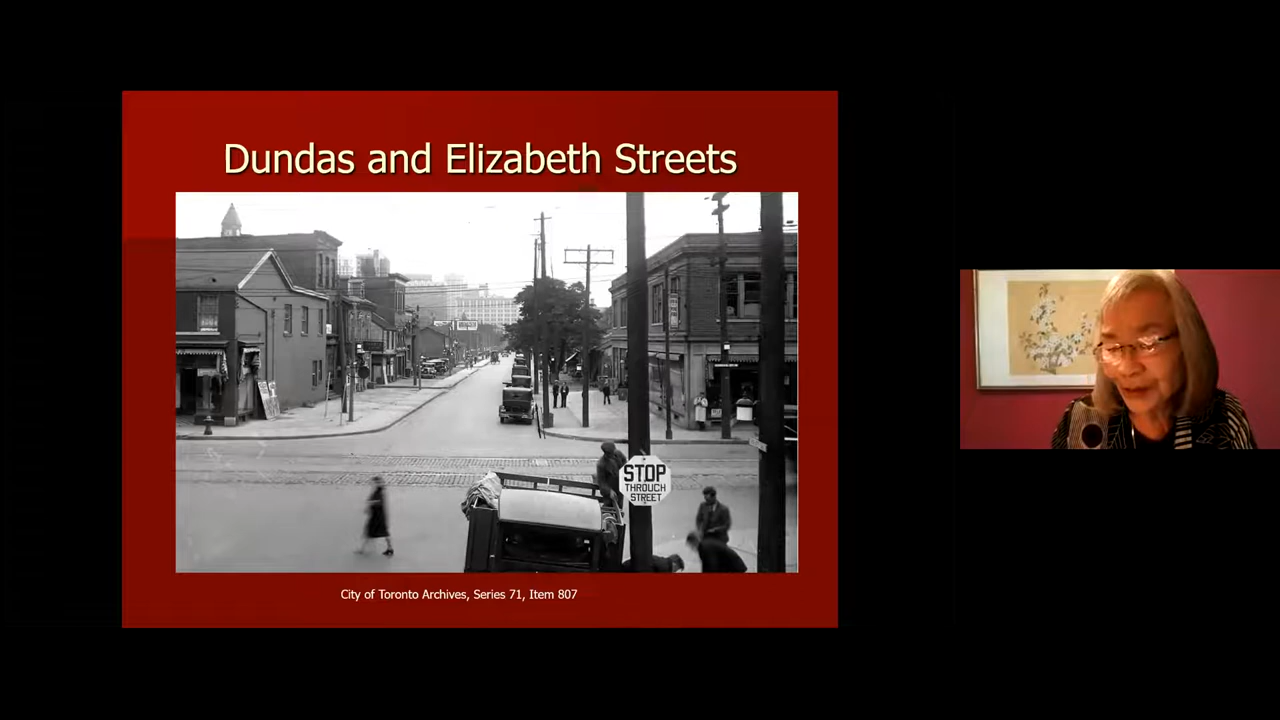 Dundas and Elizabeth Streets
STOP
THROUGH
STREET
City of Toronto Archives, Series 71, Item 807